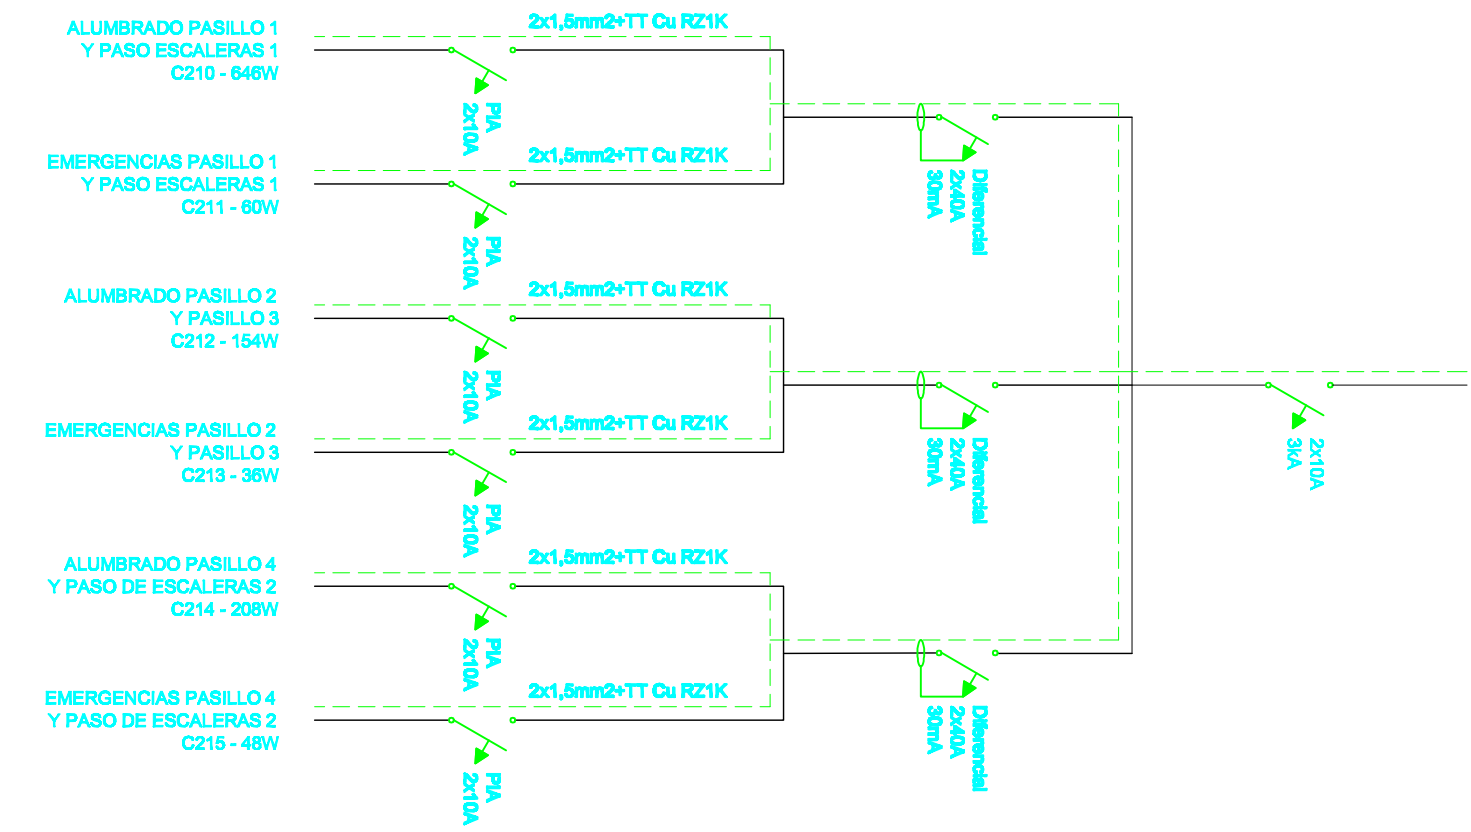 ALUMBRADO PASILLO 1
Y PASO ESCALERAS 1
C210 - 646W
2x1,5mm2+TT Cu RZ1K
PIA
2x10A
EMERGENCIAS PASILLO 1
Y PASO ESCALERAS 1
C211 - 60W
2x1,5mm2+TT Cu RZ1K
PIA
2x10A
Diferencial
2x40A
30mA
ALUMBRADO PASILLO 2
Y PASILLO 3
C212 - 154W
2x1,5mm2+TT Cu RZ1K
PIA
2x10A
EMERGENCIAS PASILLO 2
Y PASILLO 3
C213 - 36W
2x1,5mm2+TT Cu RZ1K
PIA
2x10A
Diferencial
2x40A
30mA
2x10A
3kA
ALUMBRADO PASILLO 4
Y PASO DE ESCALERAS 2
C214 - 208W
2x1,5mm2+TT Cu RZ1K
PIA
2x10A
EMERGENCIAS PASILLO 4
Y PASO DE ESCALERAS 2
C215 - 48W
2x1,5mm2+TT Cu RZ1K
PIA
2x10A
Diferencial
2x40A
30mA